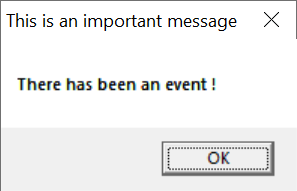 This is an important message
There has been an event !
OK